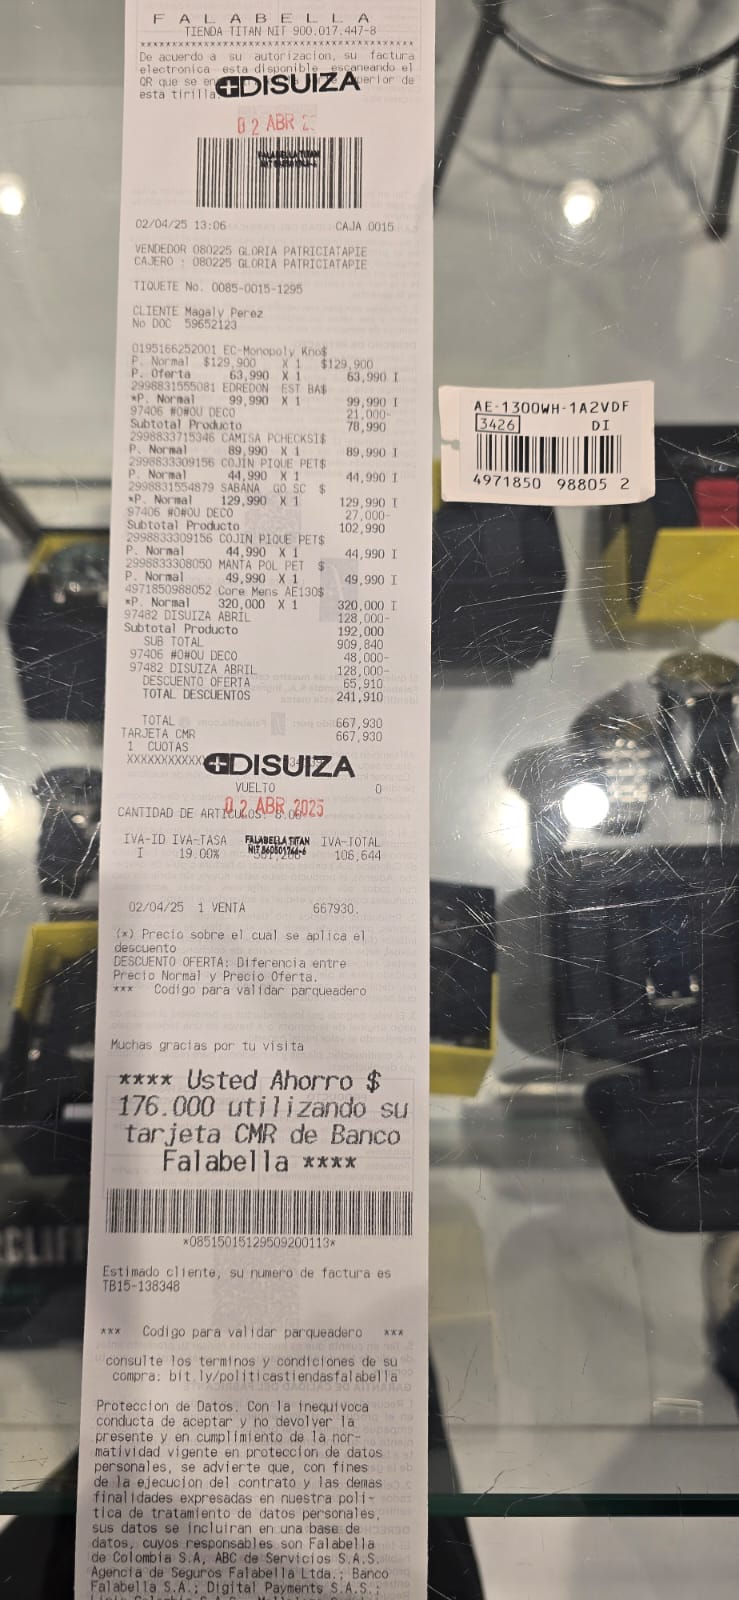 FALABELLA
TIENDA TITAN NIT 900.017.447-8
****************************************
De acuerdo a su autorizacion, su factura
electronica esta disponible escaneando el
QR que se en perior de
esta tirilla
DISUIZA
02 ABR 2
FALABELLA TITAN
02/04/25 13:06 CAJA 0015
VENDEDOR 080225 GLORIA PATRICIATAPIE
CAJERO : 080225 GLORIA PATRICIATAPIE
TIQUETE No. 0085-0015-1295
CLIENTE Magaly Perez
No DOC 59652123
0195166252001 EC-Monopoly Kno$
P. Normal $129,900 X 1 $129,900
P. Oferta 63,990 X 1 63,990 I
2998831555081 EDREDON EST BA$
*P. Normal 99,990 X 1 99,990 I
97406 #O#OU DECO 21,000-
Subtotal Producto 78,990
2998833715346 CAMISA PCHECKSI$
P. Normal 89,990 X 1 89,990 I
2998833309156 COJIN PIQUE PET$
P. Normal 44,990 X 1 44,990 I
2998831554879 SABANA GO SC $
*P. Normal 129,990 X 1 129,990 I
97406 #O#OU DECO 27,000-
Subtotal Producto 102,990
2998833309156 COJIN PIQUE PET$
P. Normal 44,990 X 1 44,990 I
2998833308050 MANTA POL PET $
P. Normal 49,990 X 1 49,990 I
4971850988052 Core Mens AE130$
*P. Normal 320,000 X 1 320,000 I
97482 DISUIZA ABRIL 128,000-
Subtotal Producto 192,000
SUB TOTAL 909,840
97406 #O#OU DECO 48,000-
97482 DISUIZA ABRIL 128,000-
DESCUENTO OFERTA 65,910
TOTAL DESCUENTOS 241,910
TOTAL 667,930
TARJETA CMR 667,930
1 CUOTAS
XXXXXXXXXXX
DISUIZA
VUELTO 0
02 ABR 2025
CANTIDAD DE ARTICULOS: 8.00
IVA-ID IVA-TASA IVA-TOTAL
FALABELLA TITAN
NIT 860501744-6
I 19.00% 106,644
02/04/25 1 VENTA 667930.
(*) Precio sobre el cual se aplica el
descuento
DESCUENTO OFERTA: Diferencia entre
Precio Normal y Precio Oferta.
*** Codigo para validar parqueadero
Muchas gracias por tu visita
**** Usted Ahorro $
176.000 utilizando su
tarjeta CMR de Banco
Falabella ****
*08515015129509200113*
Estimado cliente, su numero de factura es
TB15-138348
*** Codigo para validar parqueadero ***
consulte los terminos y condiciones de su
compra: bit.ly/politicastiendasfalabella
Proteccion de Datos. Con la inequivoca
conducta de aceptar y no devolver la
presente y en cumplimiento de la nor-
matividad vigente en proteccion de datos
personales, se advierte que, con fines
de la ejecucion del contrato y las demas
finalidades expresadas en nuestra poli-
tica de tratamiento de datos personales,
sus datos se incluiran en una base de
datos, cuyos responsables son Falabella
de Colombia S.A, ABC de Servicios S.A.S,
Agencia de Seguros Falabella Ltda.; Banco
Falabella S.A.; Digital Payments S.A.S.;
AE-1300WH-1A2VDF
3426 DI
4971850 98805 2